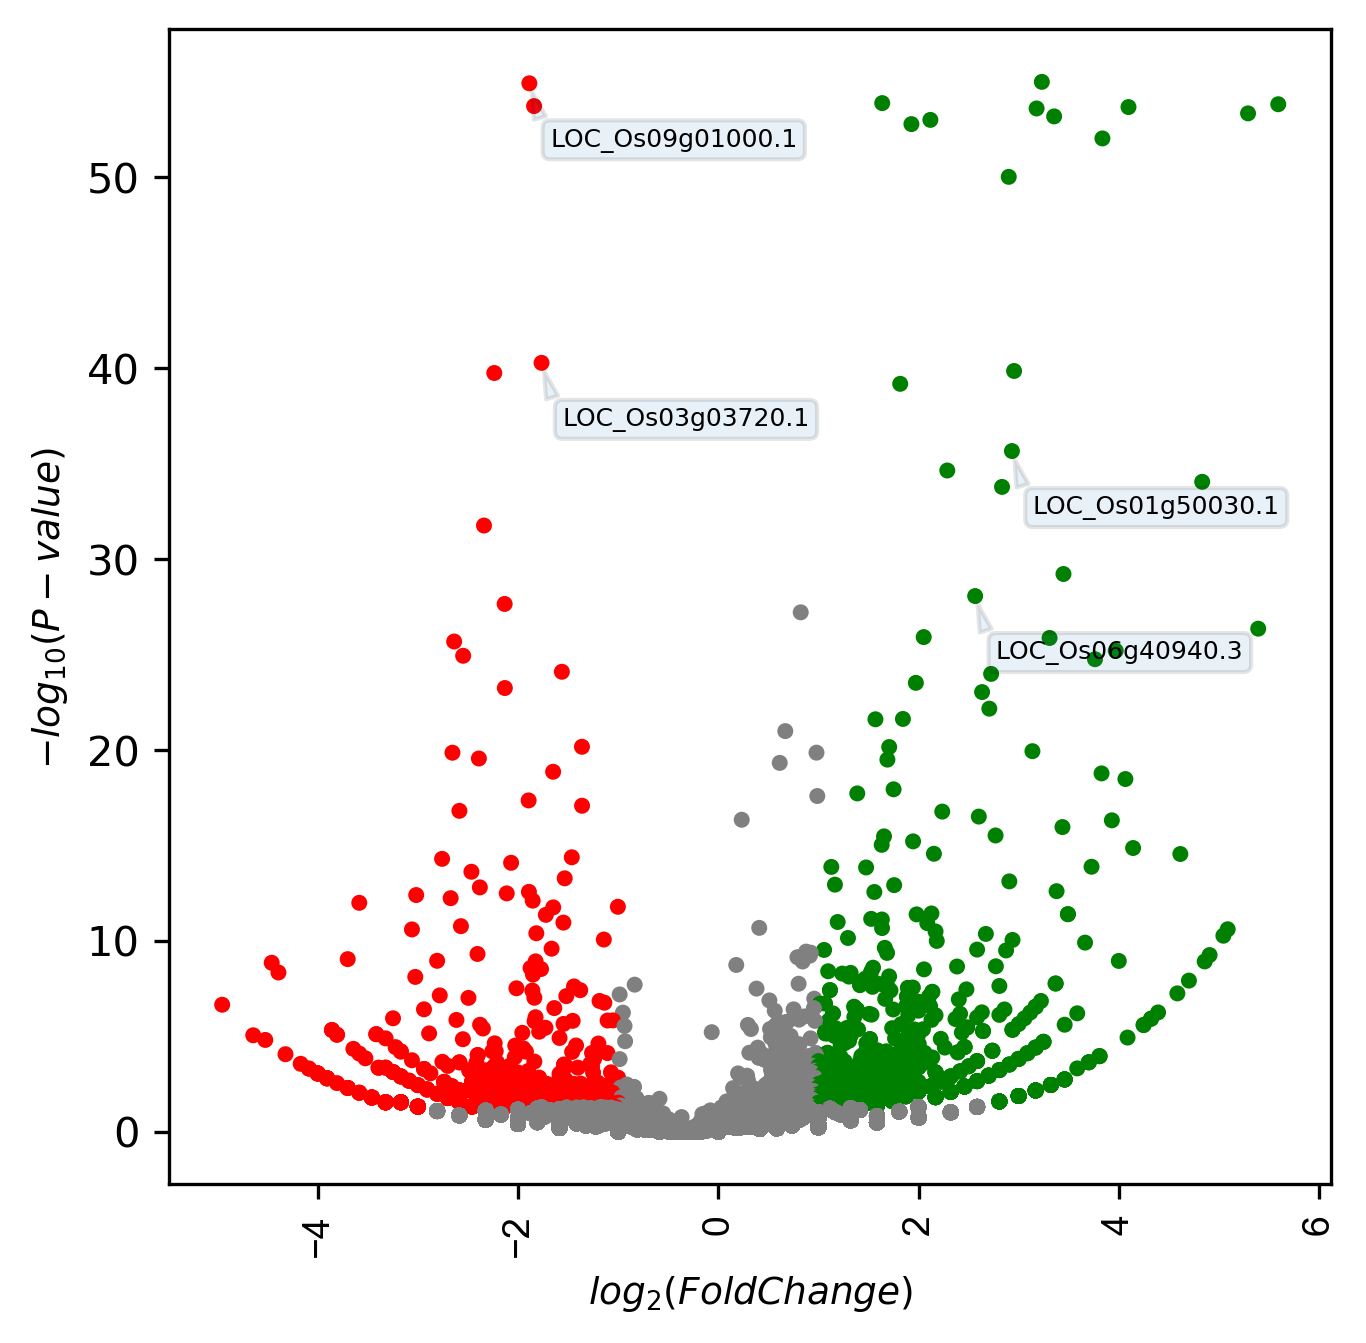 LOC_Os09g01000.1
LOC_Os03g03720.1
LOC_Os01g50030.1
LOC_Os06g40940.3
50
40
30
20
10
0
−log₁₀(P − value)
−4
−2
0
2
4
6
log₂(FoldChange)